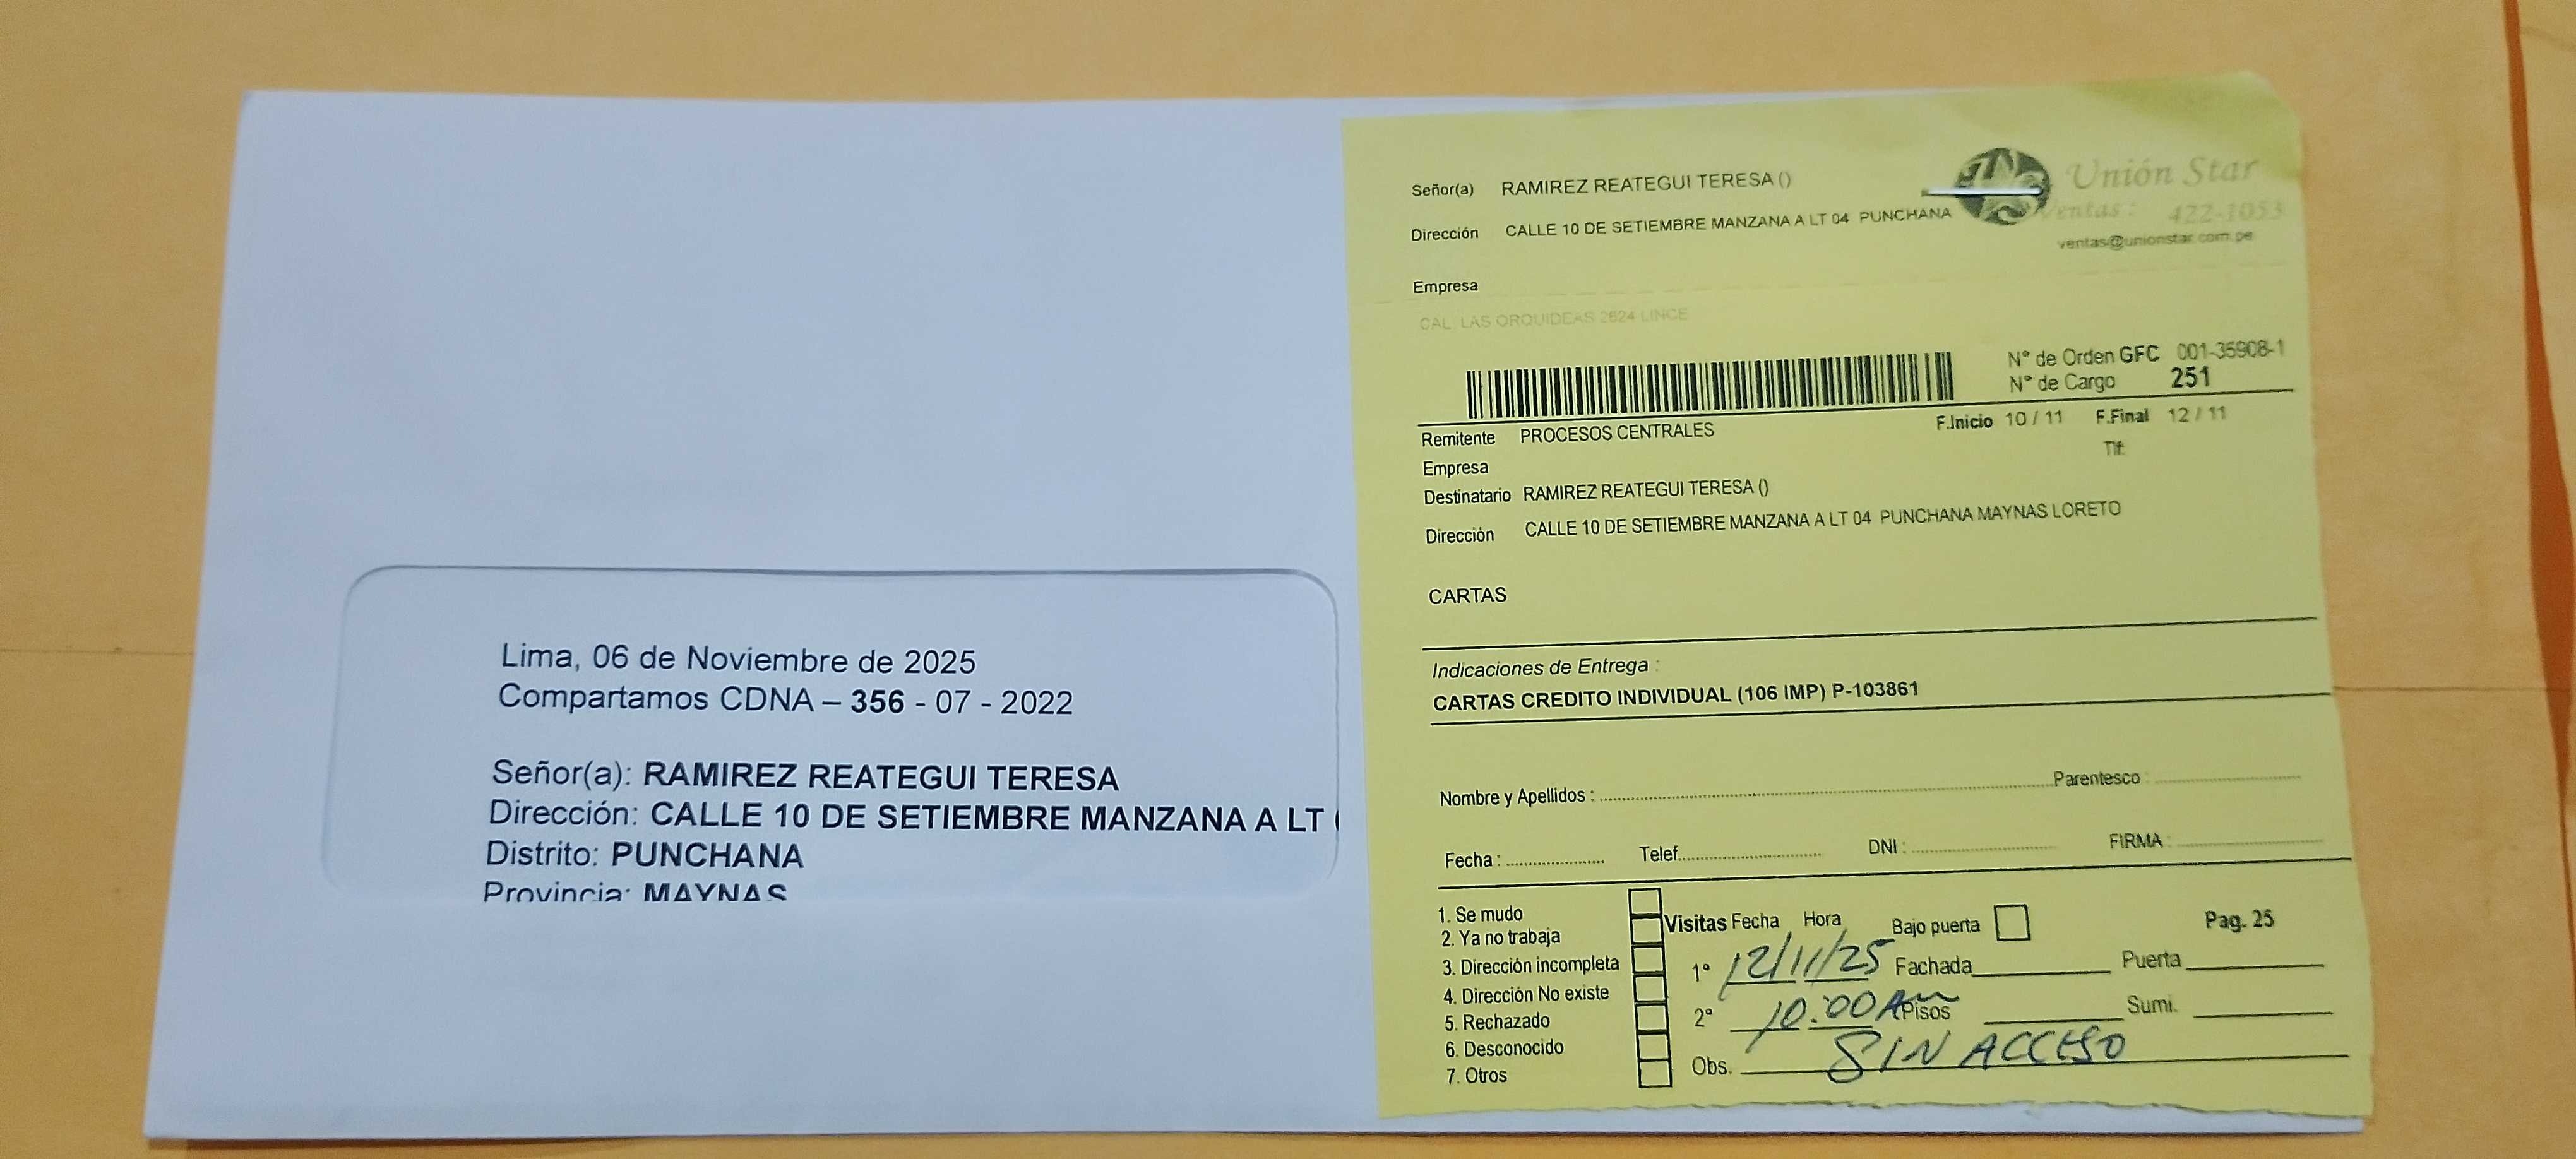 Lima, 06 de Noviembre de 2025
Compartamos CDNA – 356 - 07 - 2022
Señor(a): RAMIREZ REATEGUI TERESA
Dirección: CALLE 10 DE SETIEMBRE MANZANA A LT
Distrito: PUNCHANA
Provincia: MAYNAS
Señor(a) RAMIREZ REATEGUI TERESA ()
Unión Star
Dirección CALLE 10 DE SETIEMBRE MANZANA A LT 04 PUNCHANA
Ventas : 422-1053
ventas@unionstar.com.pe
Empresa
CAL. LAS ORQUIDEAS 2624 LINCE
N° de Orden GFC 001-35908-1
N° de Cargo 251
Remitente PROCESOS CENTRALES F.Inicio 10 / 11 F.Final 12 / 11
Empresa Tlf:
Destinatario RAMIREZ REATEGUI TERESA ()
Dirección CALLE 10 DE SETIEMBRE MANZANA A LT 04 PUNCHANA MAYNAS LORETO
CARTAS
Indicaciones de Entrega :
CARTAS CREDITO INDIVIDUAL (106 IMP) P-103861
Nombre y Apellidos : Parentesco :
Fecha : Telef. DNI : FIRMA :
1. Se mudo
2. Ya no trabaja
3. Dirección incompleta
4. Dirección No existe
5. Rechazado
6. Desconocido
7. Otros
Visitas Fecha Hora Bajo puerta Pag. 25
1° 12/11/25 Fachada Puerta
2° 10:00 Am Pisos Sumi.
Obs. SIN ACCESO